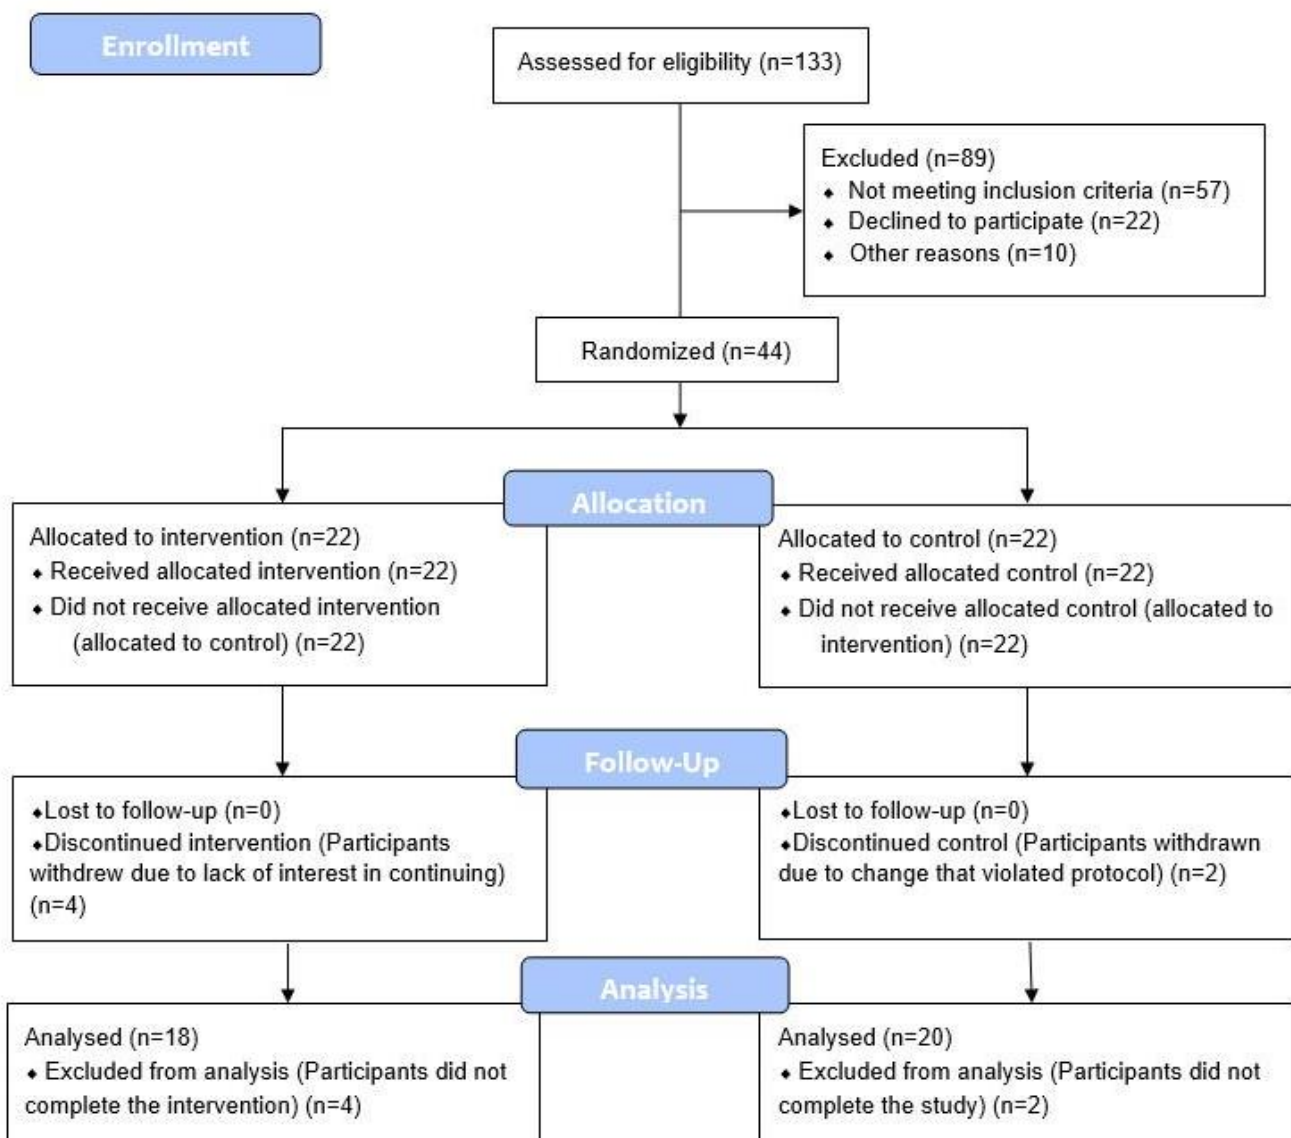 Enrollment
Assessed for eligibility (n=133)
Excluded (n=89)
⬥ Not meeting inclusion criteria (n=57)
⬥ Declined to participate (n=22)
⬥ Other reasons (n=10)
Randomized (n=44)
Allocation
Allocated to intervention (n=22)
⬥ Received allocated intervention (n=22)
⬥ Did not receive allocated intervention
(allocated to control) (n=22)
Allocated to control (n=22)
⬥ Received allocated control (n=22)
⬥ Did not receive allocated control (allocated to
intervention) (n=22)
Follow-Up
⬥Lost to follow-up (n=0)
⬥Discontinued intervention (Participants
withdrew due to lack of interest in continuing)
(n=4)
⬥Lost to follow-up (n=0)
⬥Discontinued control (Participants withdrawn
due to change that violated protocol) (n=2)
Analysis
Analysed (n=18)
⬥ Excluded from analysis (Participants did not
complete the intervention) (n=4)
Analysed (n=20)
⬥ Excluded from analysis (Participants did not
complete the study) (n=2)